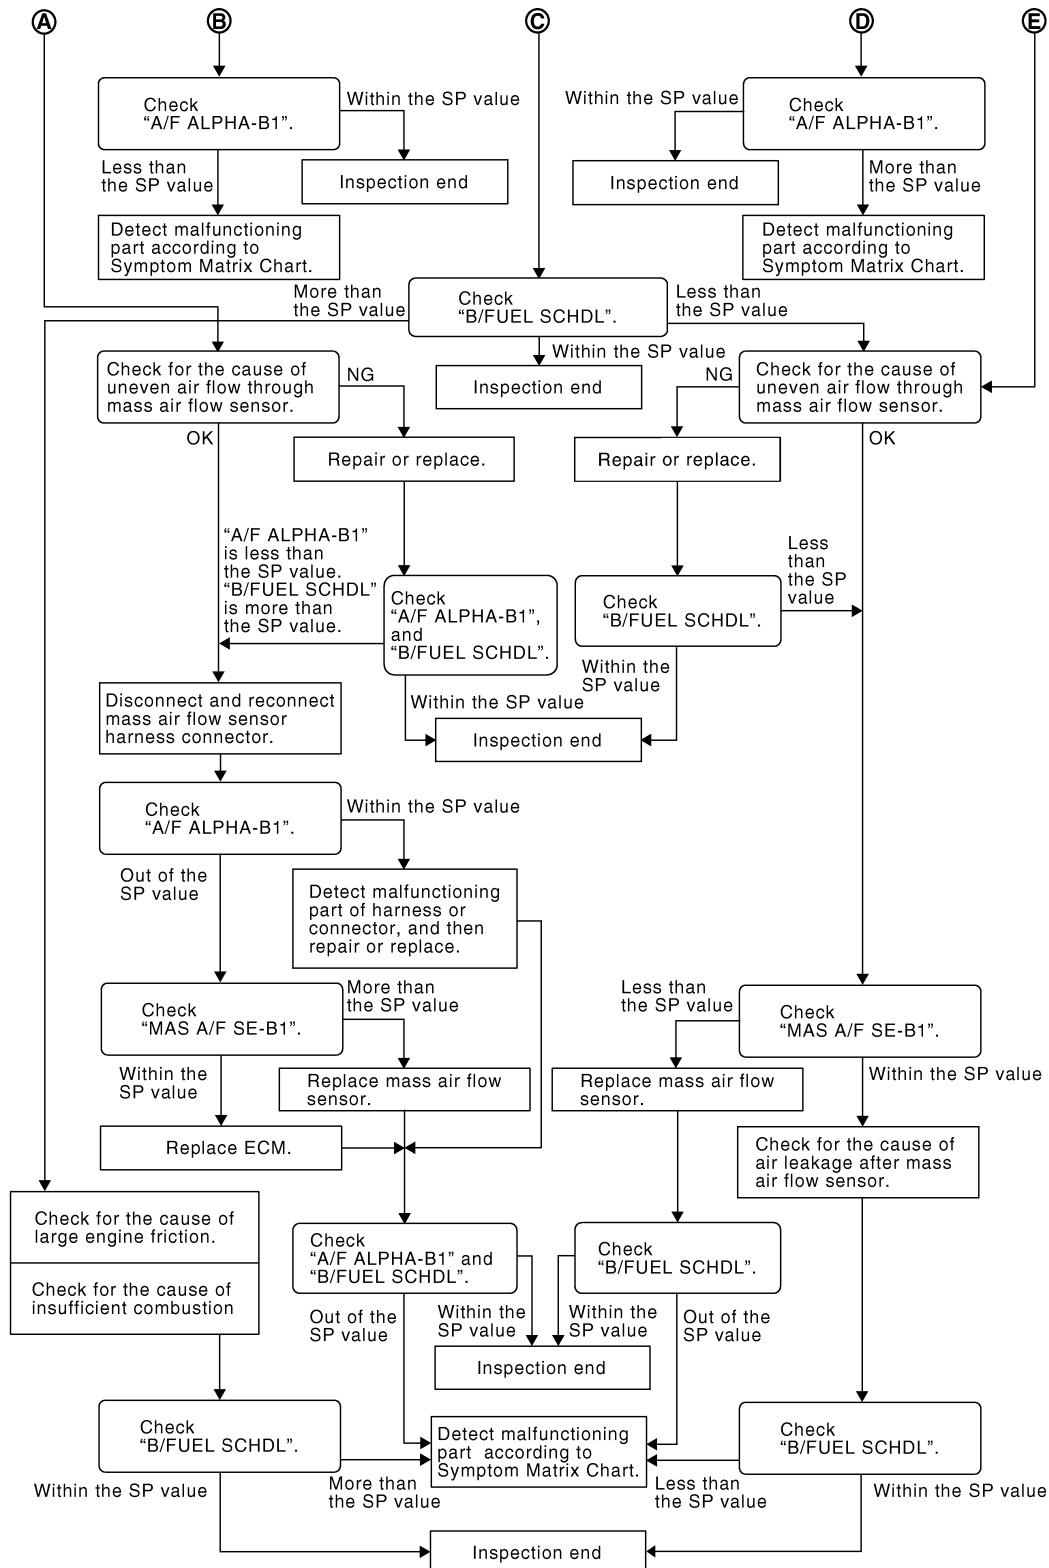 A
B
C
D
E
Check
“A/F ALPHA-B1”.
Within the SP value
Less than
the SP value
Inspection end
Detect malfunctioning
part according to
Symptom Matrix Chart.
Within the SP value
Check
“A/F ALPHA-B1”.
Inspection end
More than
the SP value
Detect malfunctioning
part according to
Symptom Matrix Chart.
More than
the SP value
Check
“B/FUEL SCHDL”.
Less than
the SP value
Within the SP value
Inspection end
Check for the cause of
uneven air flow through
mass air flow sensor.
NG
OK
Repair or replace.
NG
Check for the cause of
uneven air flow through
mass air flow sensor.
OK
Repair or replace.
“A/F ALPHA-B1”
is less than
the SP value.
“B/FUEL SCHDL”
is more than
the SP value.
Check
“A/F ALPHA-B1”,
and
“B/FUEL SCHDL”.
Check
“B/FUEL SCHDL”.
Less
than
the SP
value
Within the SP value
Within the
SP value
Inspection end
Disconnect and reconnect
mass air flow sensor
harness connector.
Check
“A/F ALPHA-B1”.
Within the SP value
Out of the
SP value
Detect malfunctioning
part of harness or
connector, and then
repair or replace.
Check
“MAS A/F SE-B1”.
More than
the SP value
Within the
SP value
Replace mass air flow
sensor.
Replace ECM.
Less than
the SP value
Check
“MAS A/F SE-B1”.
Within the SP value
Replace mass air flow
sensor.
Check for the cause of
air leakage after mass
air flow sensor.
Check for the cause of
large engine friction.
Check for the cause of
insufficient combustion
Check
“A/F ALPHA-B1” and
“B/FUEL SCHDL”.
Check
“B/FUEL SCHDL”.
Out of the
SP value
Within the
SP value
Within the
SP value
Out of the
SP value
Inspection end
Check
“B/FUEL SCHDL”.
Detect malfunctioning
part according to
Symptom Matrix Chart.
Check
“B/FUEL SCHDL”.
Within the SP value
More than
the SP value
Less than
the SP value
Within the SP value
Inspection end